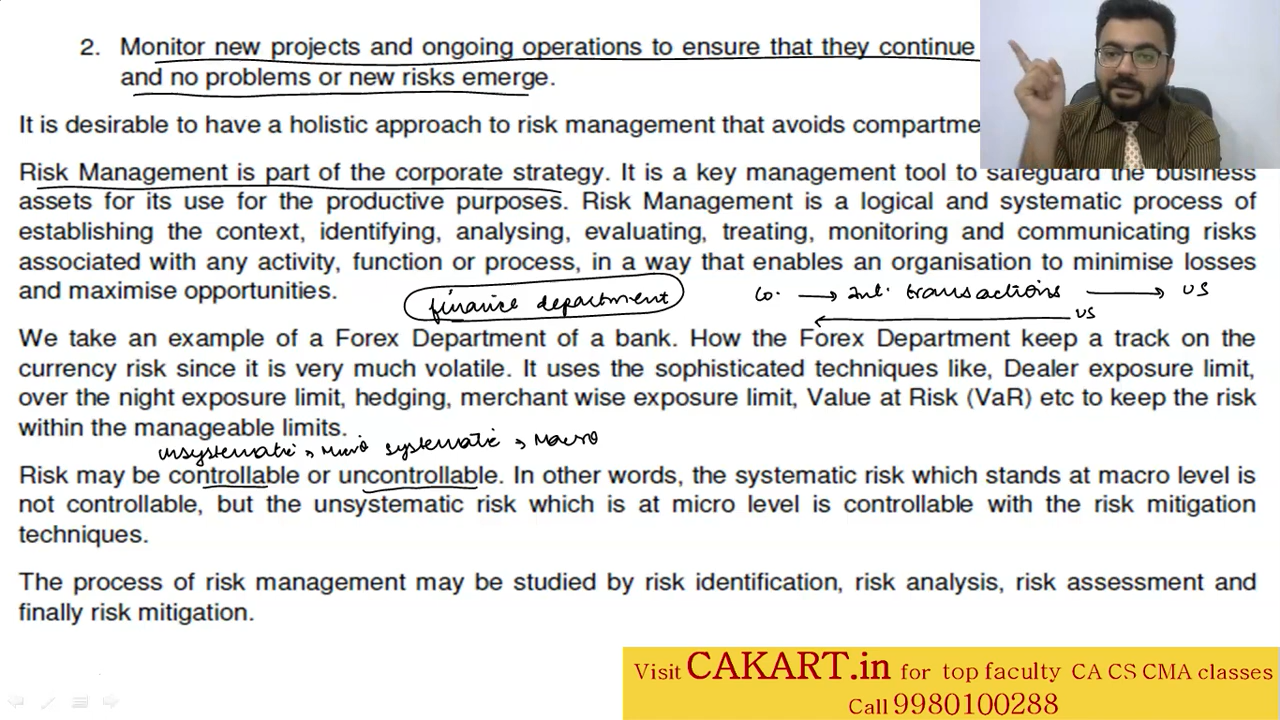 2. Monitor new projects and ongoing operations to ensure that they continue
and no problems or new risks emerge.
It is desirable to have a holistic approach to risk management that avoids
Risk Management is part of the corporate strategy. It is a key management tool to safeguard the business
assets for its use for the productive purposes. Risk Management is a logical and systematic process of
establishing the context, identifying, analysing, evaluating, treating, monitoring and communicating risks
associated with any activity, function or process, in a way that enables an organisation to minimise losses
and maximise opportunities.
finance department
Co. → Int. transactions → US
US
We take an example of a Forex Department of a bank. How the Forex Department keep a track on the
currency risk since it is very much volatile. It uses the sophisticated techniques like, Dealer exposure limit,
over the night exposure limit, hedging, merchant wise exposure limit, Value at Risk (VaR) etc to keep the risk
within the manageable limits.
unsystematic → Micro systematic → Macro
Risk may be controllable or uncontrollable. In other words, the systematic risk which stands at macro level is
not controllable, but the unsystematic risk which is at micro level is controllable with the risk mitigation
techniques.
The process of risk management may be studied by risk identification, risk analysis, risk assessment and
finally risk mitigation.
Visit CAKART.in for top faculty CA CS CMA classes
Call 9980100288